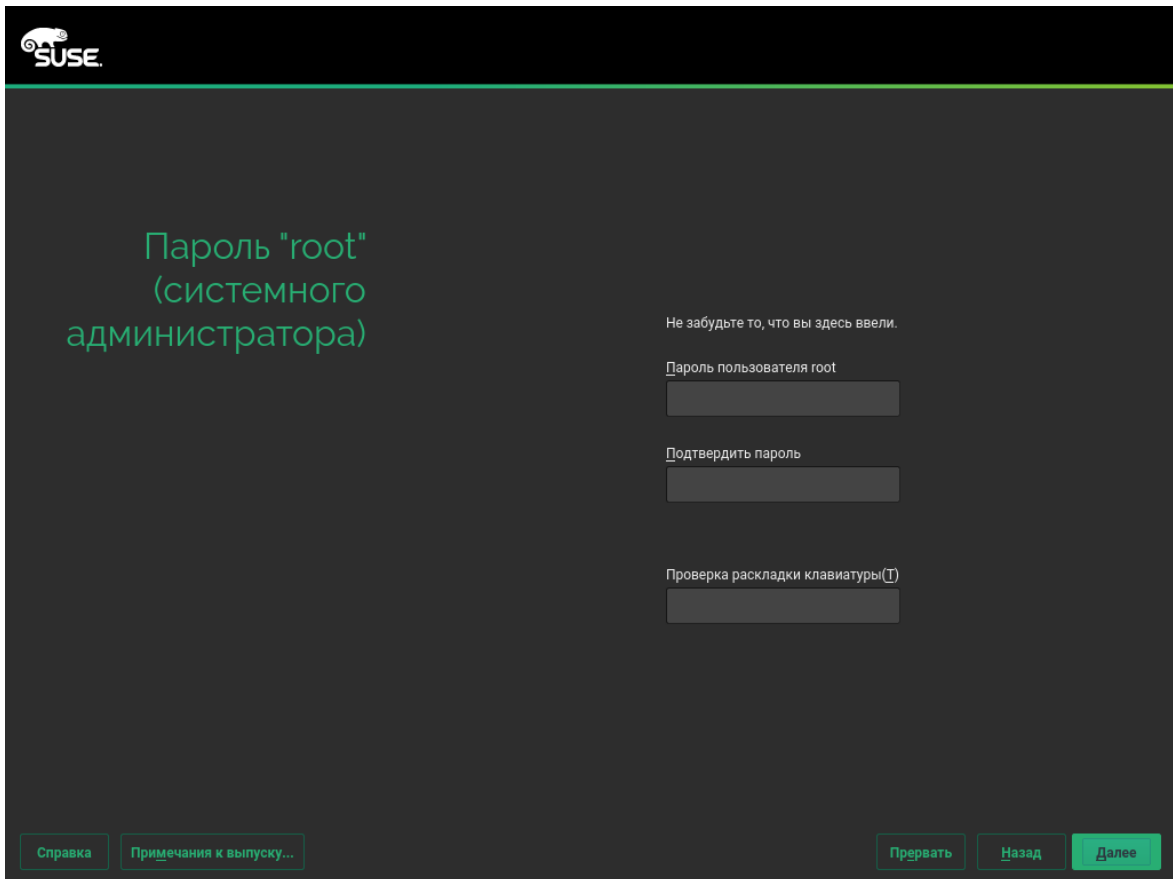 SUSE.
Пароль "root"
(системного
администратора)
Не забудьте то, что вы здесь ввели.
Пароль пользователя root
Подтвердить пароль
Проверка раскладки клавиатуры(T)
Справка
Примечания к выпуску...
Прервать
Назад
Далее